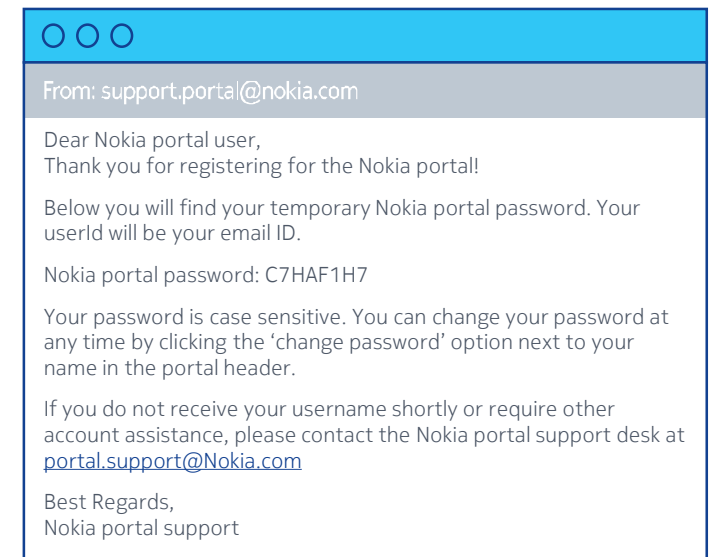 From: support.portal@nokia.com
Dear Nokia portal user,
Thank you for registering for the Nokia portal!
Below you will find your temporary Nokia portal password. Your
userId will be your email ID.
Nokia portal password: C7HAF1H7
Your password is case sensitive. You can change your password at
any time by clicking the ‘change password’ option next to your
name in the portal header.
If you do not receive your username shortly or require other
account assistance, please contact the Nokia portal support desk at
portal.support@Nokia.com
Best Regards,
Nokia portal support